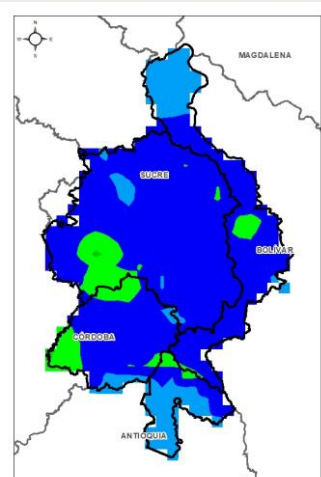 N
W E
S
MAGDALENA
SUCRE
BOLÍVAR
CÓRDOBA
ANTIOQUIA